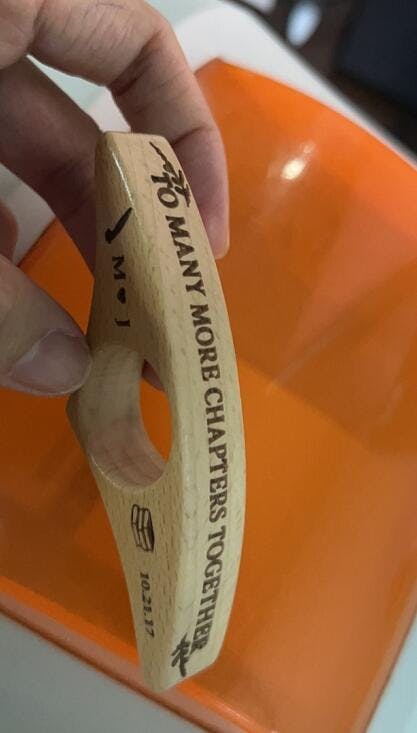 TO MANY MORE CHAPTERS TOGETHER
M ♥ J
10.21.17